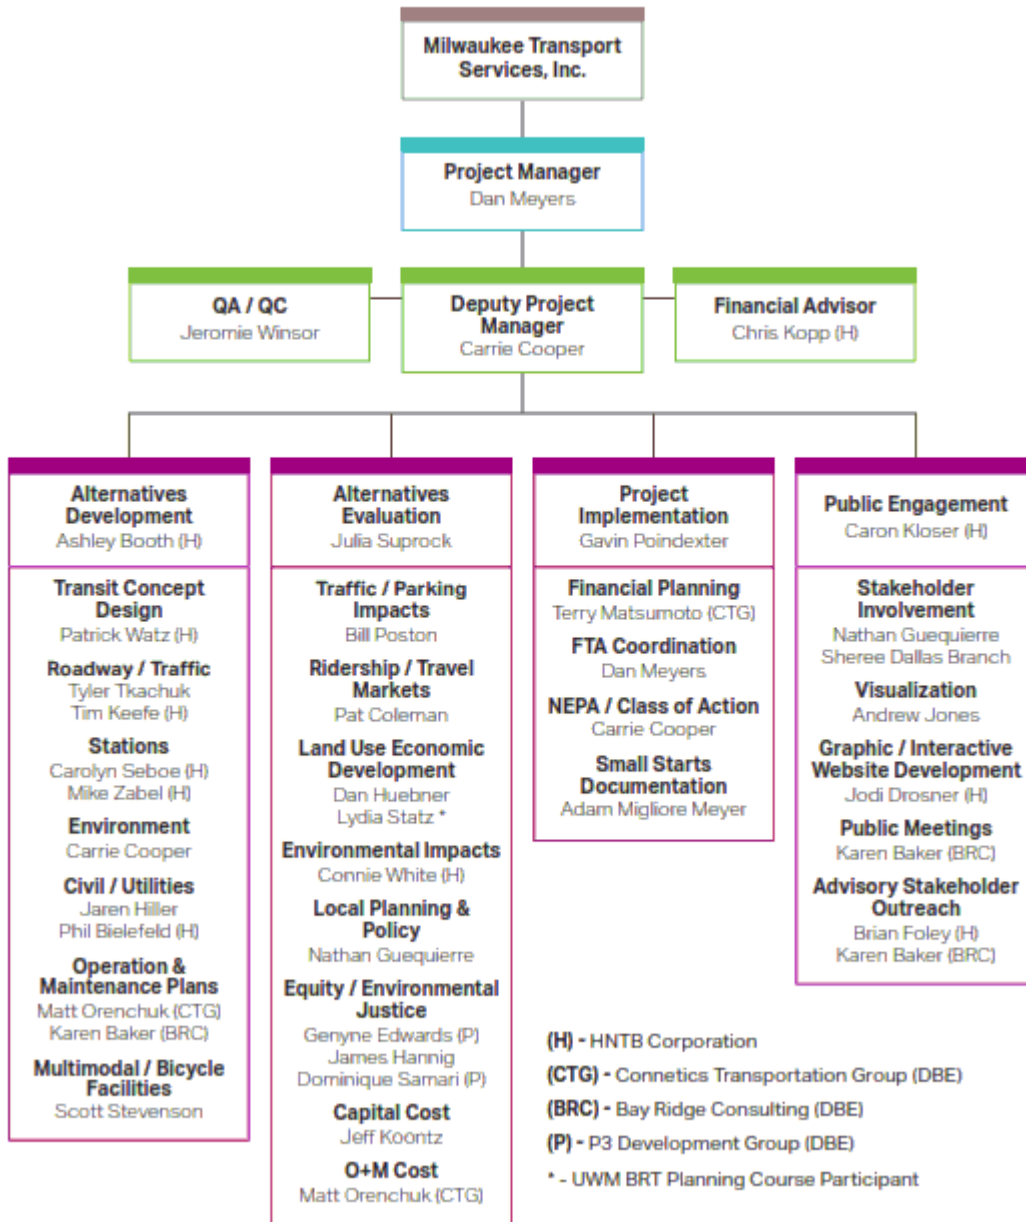 Milwaukee Transport
Services, Inc.
Project Manager
Dan Meyers
QA / QC
Jeromie Winsor
Deputy Project
Manager
Carrie Cooper
Financial Advisor
Chris Kopp (H)
Alternatives
Development
Ashley Booth (H)
Transit Concept
Design
Patrick Watz (H)
Roadway / Traffic
Tyler Tkachuk
Tim Keefe (H)
Stations
Carolyn Seboe (H)
Mike Zabel (H)
Environment
Carrie Cooper
Civil / Utilities
Jaren Hiller
Phil Bielefeld (H)
Operation &
Maintenance Plans
Matt Orenchuk (CTG)
Karen Baker (BRC)
Multimodal / Bicycle
Facilities
Scott Stevenson
Alternatives
Evaluation
Julia Suprock
Traffic / Parking
Impacts
Bill Poston
Ridership / Travel
Markets
Pat Coleman
Land Use Economic
Development
Dan Huebner
Lydia Statz *
Environmental Impacts
Connie White (H)
Local Planning &
Policy
Nathan Guequierre
Equity / Environmental
Justice
Genyne Edwards (P)
James Hannig
Dominique Samari (P)
Capital Cost
Jeff Koontz
O+M Cost
Matt Orenchuk (CTG)
Project
Implementation
Gavin Poindexter
Financial Planning
Terry Matsumoto (CTG)
FTA Coordination
Dan Meyers
NEPA / Class of Action
Carrie Cooper
Small Starts
Documentation
Adam Migliore Meyer
Public Engagement
Caron Kloser (H)
Stakeholder
Involvement
Nathan Guequierre
Sheree Dallas Branch
Visualization
Andrew Jones
Graphic / Interactive
Website Development
Jodi Drosner (H)
Public Meetings
Karen Baker (BRC)
Advisory Stakeholder
Outreach
Brian Foley (H)
Karen Baker (BRC)
(H) - HNTB Corporation
(CTG) - Connetics Transportation Group (DBE)
(BRC) - Bay Ridge Consulting (DBE)
(P) - P3 Development Group (DBE)
* - UWM BRT Planning Course Participant